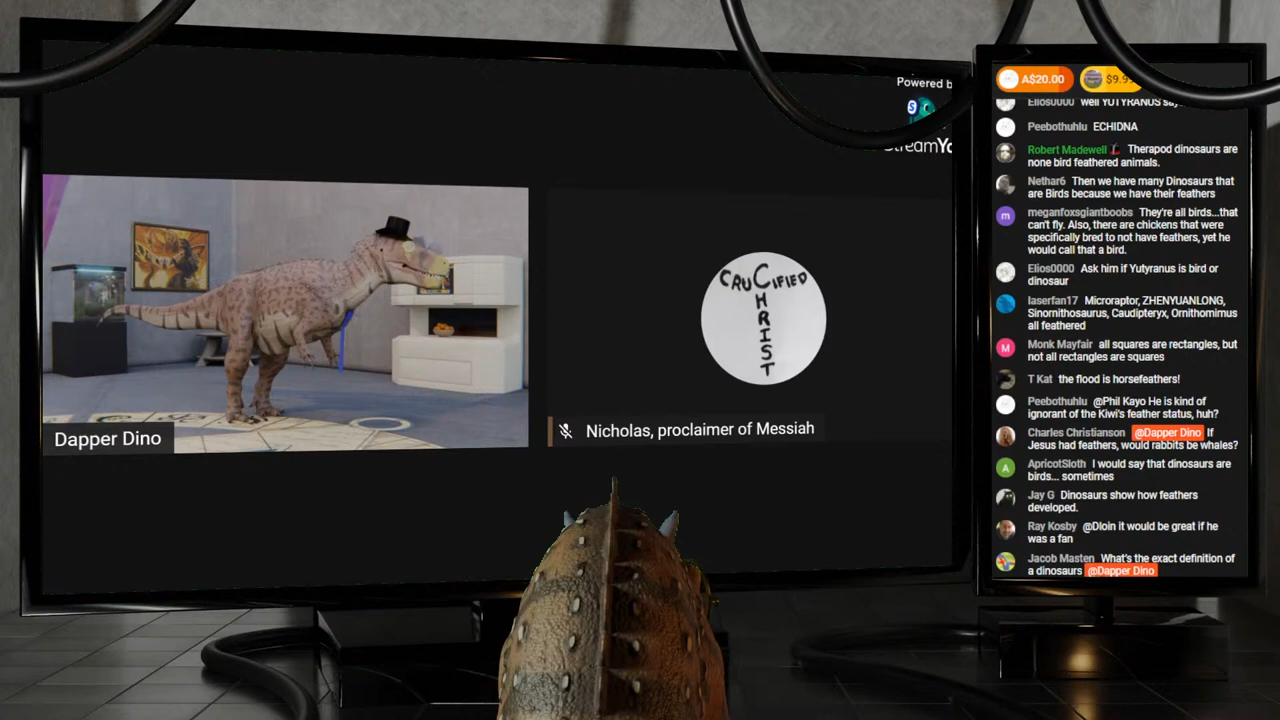 Powered b
StreamYa
Dapper Dino
CRUCIFIED
CHRIST
Nicholas, proclaimer of Messiah
A$20.00
$9.99
Elios0000 well YUTYRANUS say
Peebothuhlu ECHIDNA
Robert Madewell Therapod dinosaurs are
none bird feathered animals.
Nethar6 Then we have many Dinosaurs that
are Birds because we have their feathers
m
meganfoxsgiantboobs They're all birds...that
can't fly. Also, there are chickens that were
specifically bred to not have feathers, yet he
would call that a bird.
Elios0000 Ask him if Yutyranus is bird or
dinosaur
laserfan17 Microraptor, ZHENYUANLONG,
Sinornithosaurus, Caudipteryx, Ornithomimus
all feathered
M
Monk Mayfair all squares are rectangles, but
not all rectangles are squares
T Kat the flood is horsefeathers!
Peebothuhlu @Phil Kayo He is kind of
ignorant of the Kiwi's feather status, huh?
Charles Christianson @Dapper Dino If
Jesus had feathers, would rabbits be whales?
A
ApricotSloth I would say that dinosaurs are
birds... sometimes
Jay G Dinosaurs show how feathers
developed.
Ray Kosby @Dloin it would be great if he
was a fan
Jacob Masten What's the exact definition of
a dinosaurs @Dapper Dino